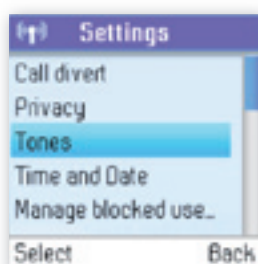 Settings
Call divert
Privacy
Tones
Time and Date
Manage blocked use...
Select Back